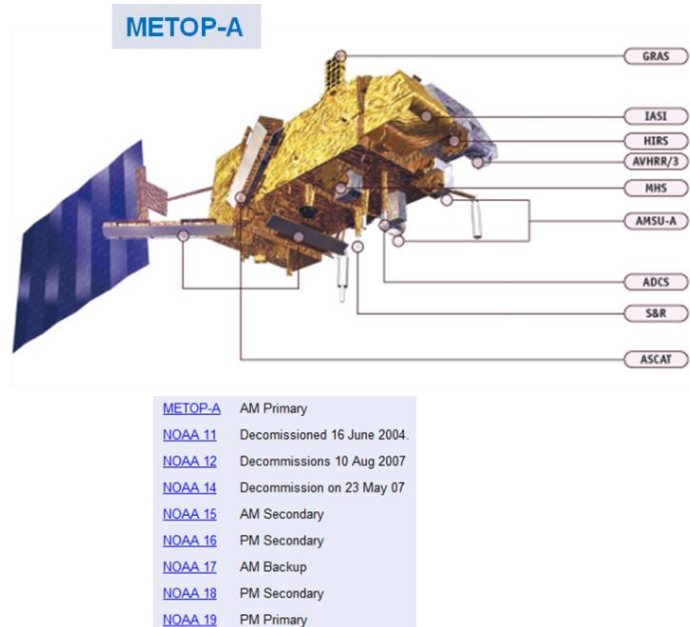 METOP-A
GRAS
IASI
HIRS
AVHRR/3
MHS
AMSU-A
ADCS
S&R
ASCAT
METOP-A AM Primary
NOAA 11 Decomissioned 16 June 2004.
NOAA 12 Decommissions 10 Aug 2007
NOAA 14 Decommission on 23 May 07
NOAA 15 AM Secondary
NOAA 16 PM Secondary
NOAA 17 AM Backup
NOAA 18 PM Secondary
NOAA 19 PM Primary